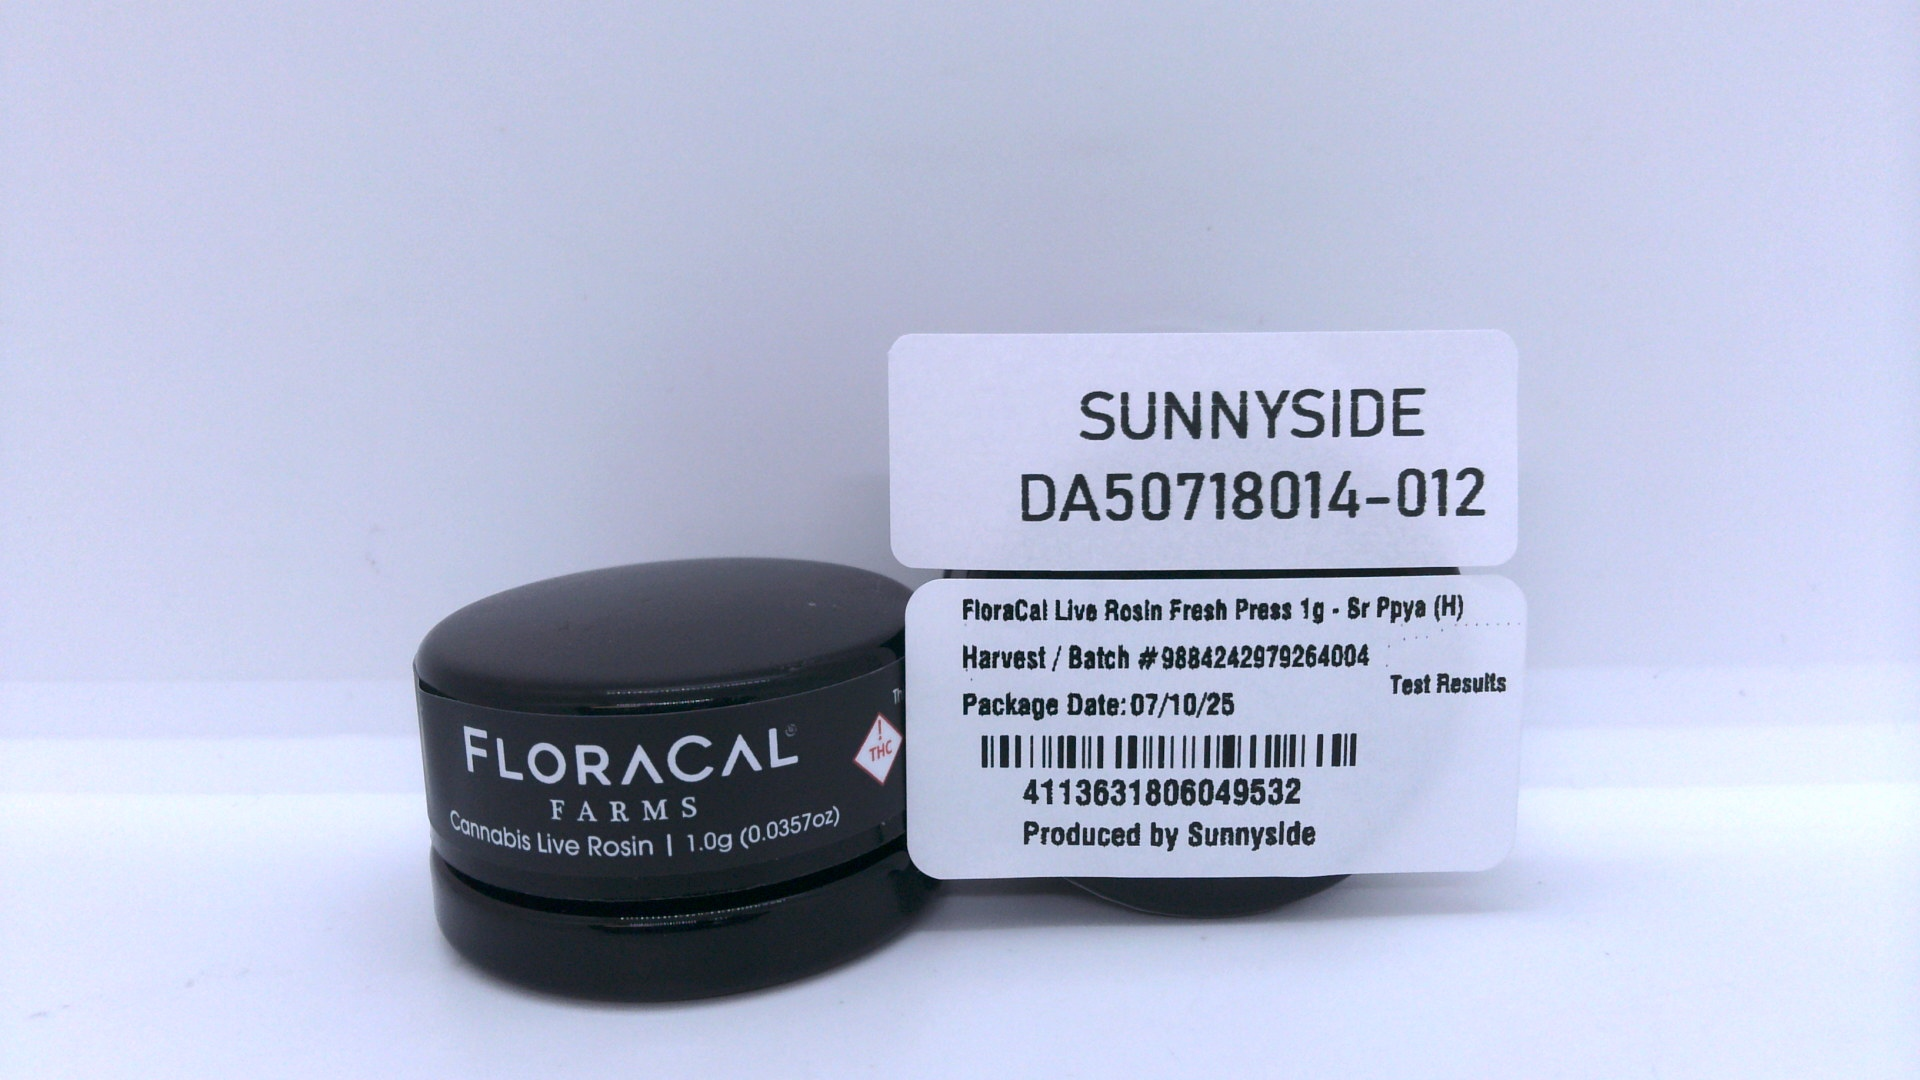 FLORACAL®
FARMS
Cannabis Live Rosin | 1.0g (0.0357oz)
!
THC
SUNNYSIDE
DA50718014-012
FloraCal Live Rosin Fresh Press 1g - Sr Ppya (H)
Harvest / Batch #9884242979264004
Test Results
Package Date: 07/10/25
4113631806049532
Produced by Sunnyside